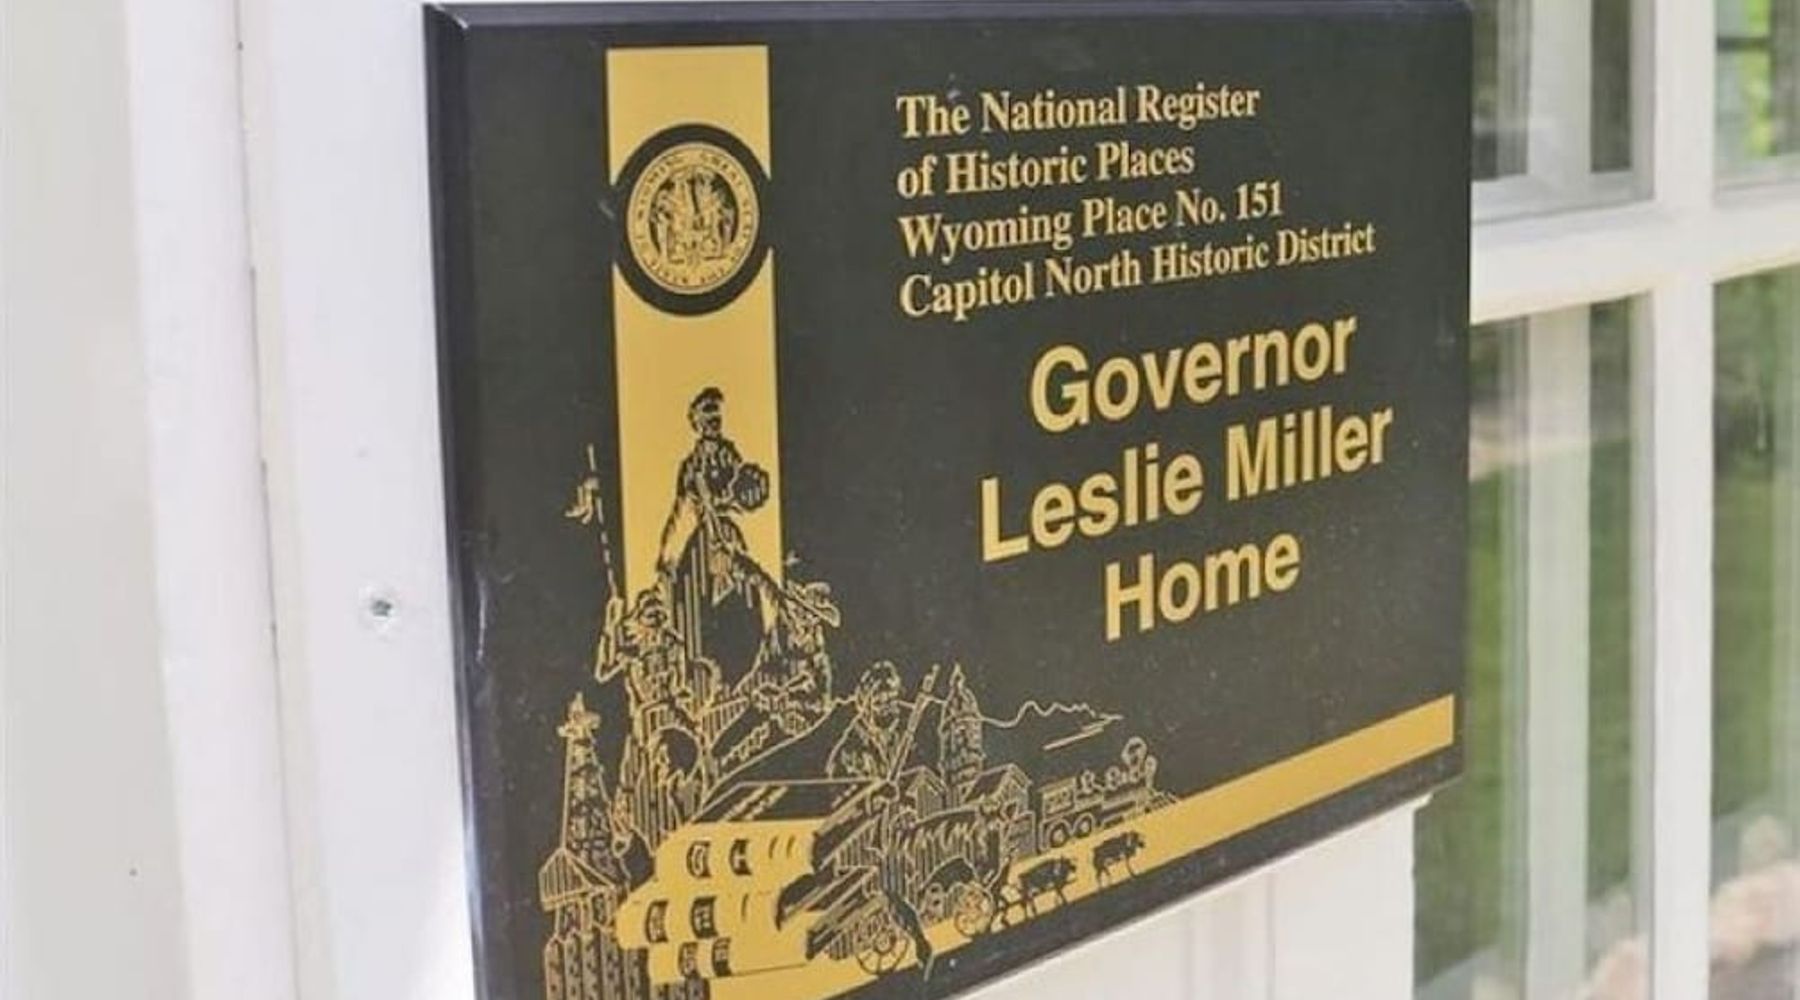 The National Register
of Historic Places
Wyoming Place No. 151
Capitol North Historic District
Governor
Leslie Miller
Home